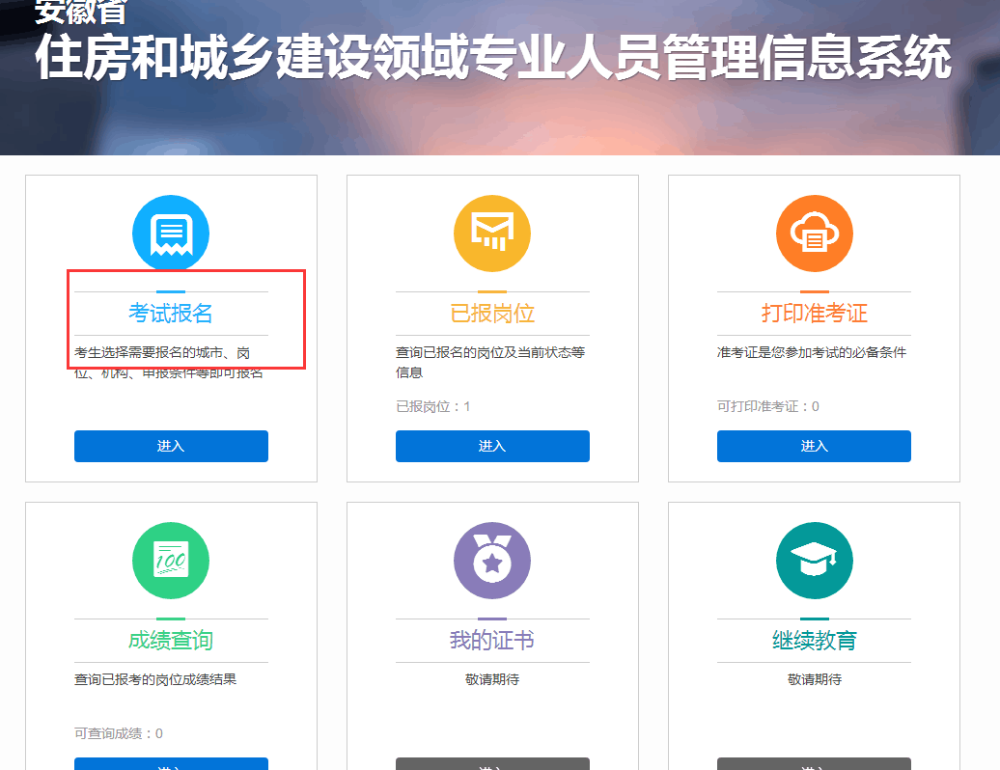 安徽省
住房和城乡建设领域专业人员管理信息系统
考试报名
考生选择需要报名的城市、岗
位、机构、申报条件等即可报名
进入
已报岗位
查询已报名的岗位及当前状态等
信息
已报岗位：1
进入
打印准考证
准考证是您参加考试的必备条件
可打印准考证：0
进入
100
成绩查询
查询已报考的岗位成绩结果
可查询成绩：0
进入
我的证书
敬请期待
进入
继续教育
敬请期待
进入